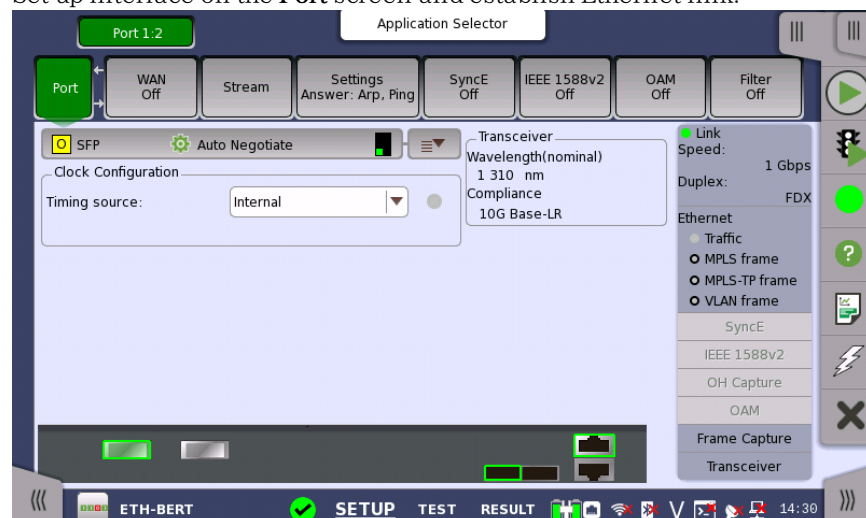 Set up interface on the Port screen and establish Ethernet link.
Port 1:2
Application Selector
Port
WAN
Off
Stream
Settings
Answer: Arp, Ping
SyncE
Off
IEEE 1588v2
Off
OAM
Off
Filter
Off
O SFP
Auto Negotiate
Clock Configuration
Timing source:
Internal
Transceiver
Wavelength(nominal)
1 310 nm
Compliance
10G Base-LR
Link
Speed:
1 Gbps
Duplex:
FDX
Ethernet
Traffic
MPLS frame
MPLS-TP frame
VLAN frame
SyncE
IEEE 1588v2
OH Capture
OAM
Frame Capture
Transceiver
ETH-BERT
SETUP
TEST
RESULT
14:30